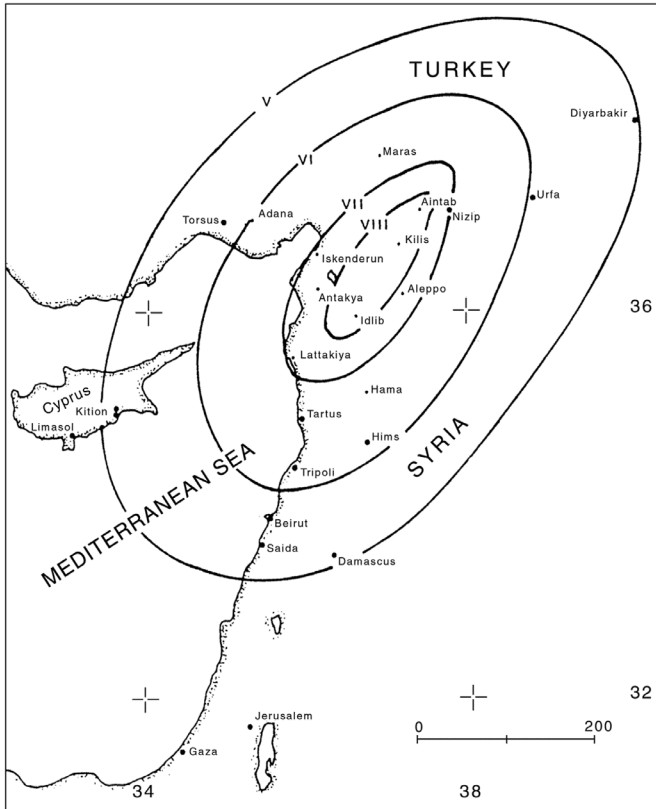 TURKEY
V
Diyarbakir
VI
Maras
VII
Urfa
Aintab
Torsus
Adana
Nizip
VIII
Kilis
Iskenderun
Antakya
Aleppo
36
Idlib
Lattakiya
Cyprus
Hama
Kition
Tartus
Limasol
Hims
SYRIA
Tripoli
MEDITERRANEAN SEA
Beirut
Saida
Damascus
32
Jerusalem
0 200
Gaza
34 38